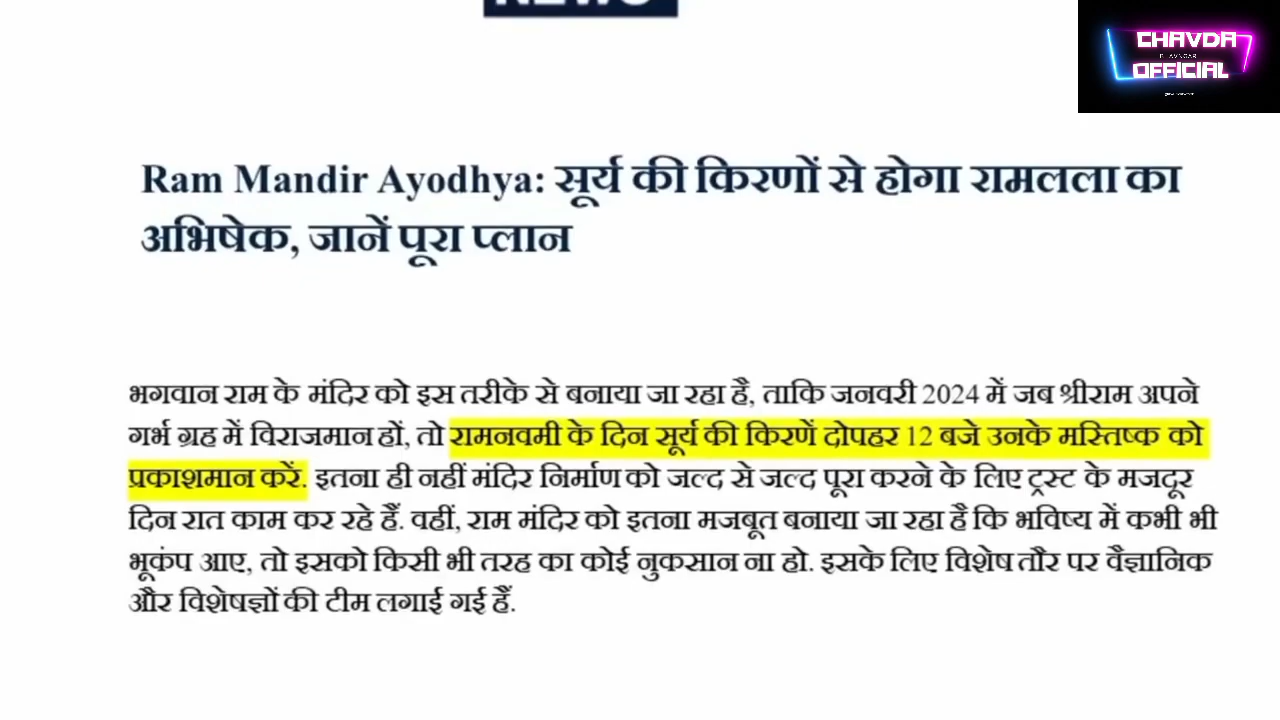 NEWS
CHAVDA
BHAVNGAR
OFFICIAL
Ram Mandir Ayodhya: सूर्य की किरणों से होगा रामलला का
अभिषेक, जानें पूरा प्लान
भगवान राम के मंदिर को इस तरीके से बनाया जा रहा है, ताकि जनवरी 2024 में जब श्रीराम अपने
गर्भ ग्रह में विराजमान हों, तो रामनवमी के दिन सूर्य की किरणें दोपहर 12 बजे उनके मस्तिष्क को
प्रकाशमान करें. इतना ही नहीं मंदिर निर्माण को जल्द से जल्द पूरा करने के लिए ट्रस्ट के मजदूर
दिन रात काम कर रहे हैं. वहीं, राम मंदिर को इतना मजबूत बनाया जा रहा है कि भविष्य में कभी भी
भूकंप आए, तो इसको किसी भी तरह का कोई नुकसान ना हो. इसके लिए विशेष तौर पर वैज्ञानिक
और विशेषज्ञों की टीम लगाई गई है.